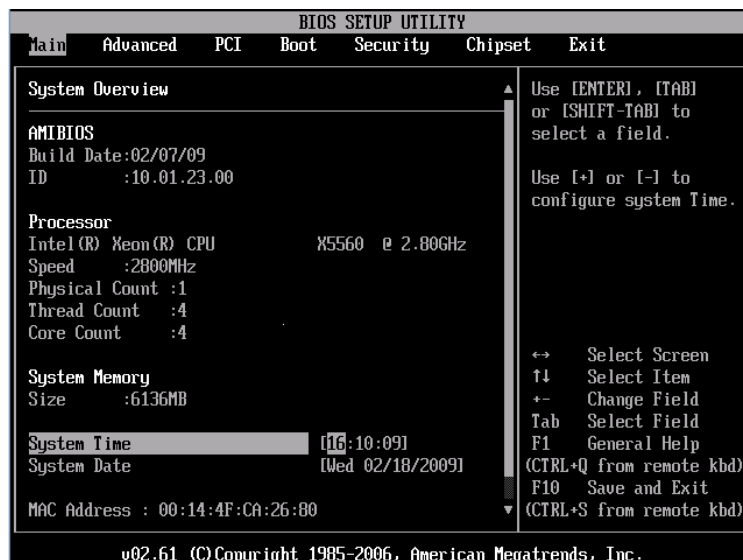 BIOS SETUP UTILITY
Main Advanced PCI Boot Security Chipset Exit
System Overview
AMIBIOS
Build Date:02/07/09
ID :10.01.23.00
Processor
Intel(R) Xeon(R) CPU X5560 @ 2.80GHz
Speed :2800MHz
Physical Count :1
Thread Count :4
Core Count :4
System Memory
Size :6136MB
System Time [16:10:09]
System Date [Wed 02/18/2009]
MAC Address : 00:14:4F:CA:26:80
Use [ENTER], [TAB]
or [SHIFT-TAB] to
select a field.
Use [+] or [-] to
configure system Time.
↔ Select Screen
↑↓ Select Item
+- Change Field
Tab Select Field
F1 General Help
(CTRL+Q from remote kbd)
F10 Save and Exit
(CTRL+S from remote kbd)
v02.61 (C)Copyright 1985-2006, American Megatrends, Inc.